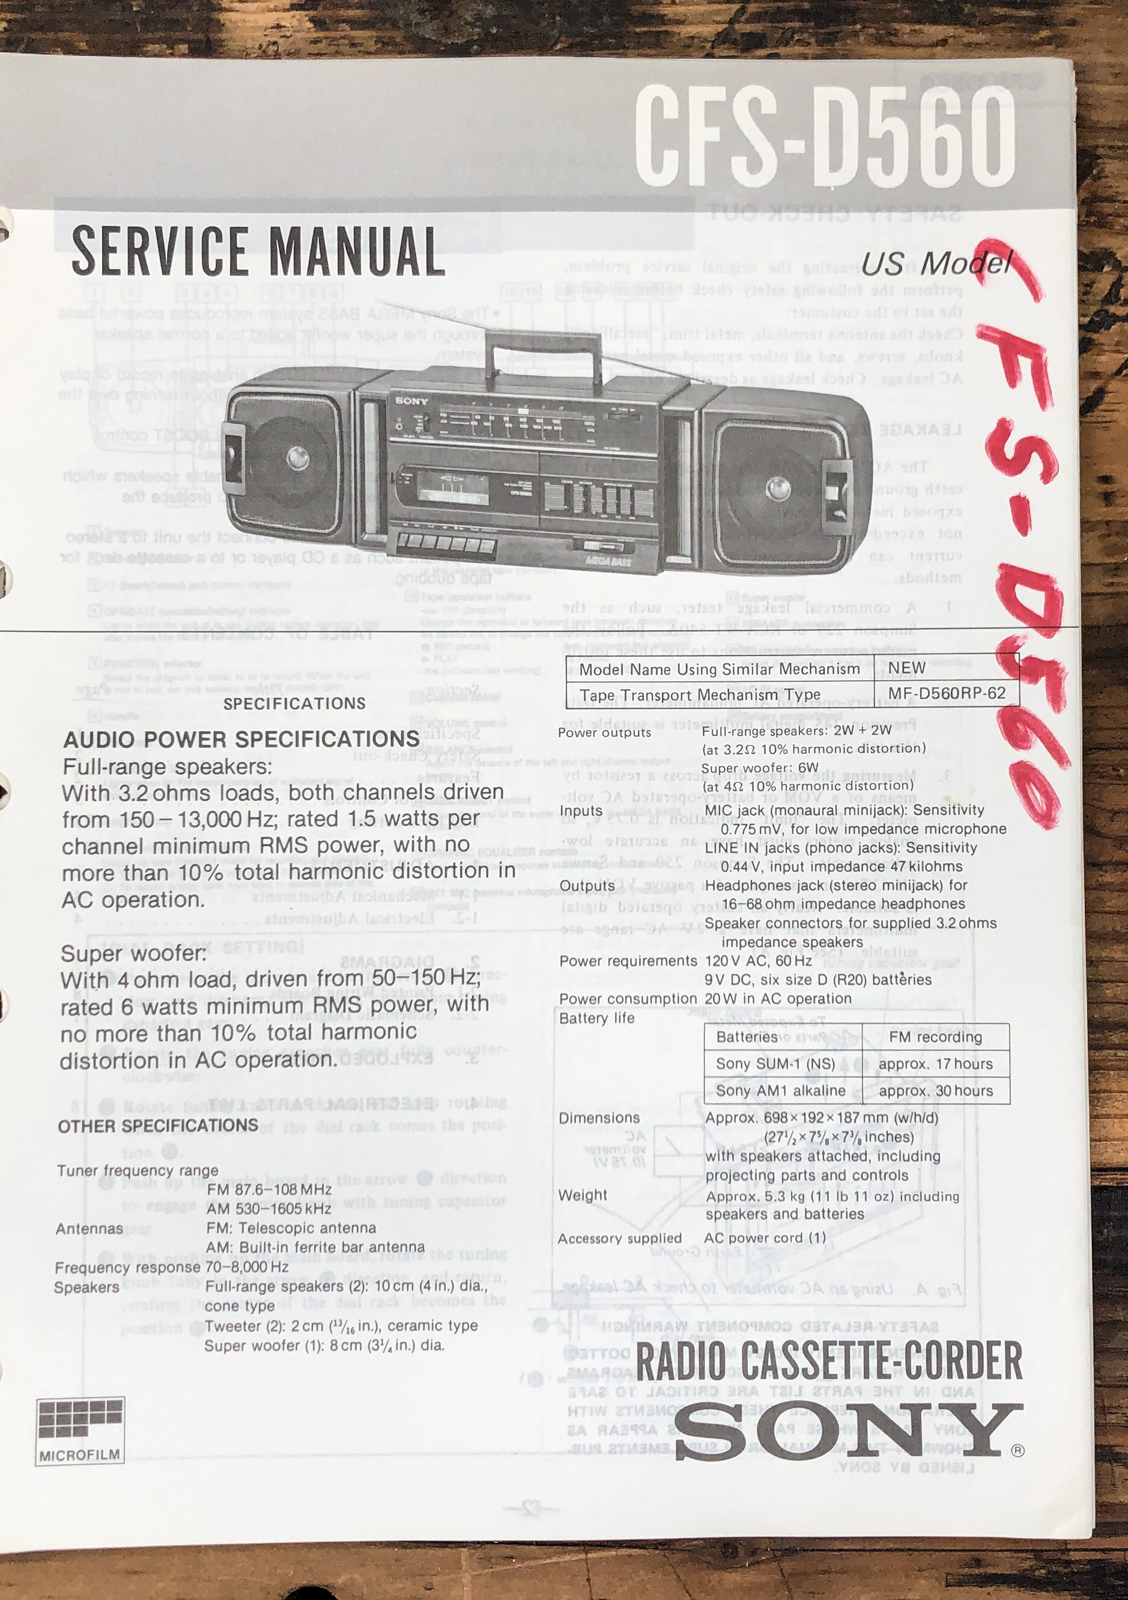 CFS-D560
SERVICE MANUAL
US Model
CFS-D560
SONY
MEGA BASS
Model Name Using Similar Mechanism NEW
Tape Transport Mechanism Type MF-D560RP-62
SPECIFICATIONS
AUDIO POWER SPECIFICATIONS
Full-range speakers:
With 3.2 ohms loads, both channels driven
from 150 – 13,000 Hz; rated 1.5 watts per
channel minimum RMS power, with no
more than 10% total harmonic distortion in
AC operation.
Super woofer:
With 4 ohm load, driven from 50–150 Hz;
rated 6 watts minimum RMS power, with
no more than 10% total harmonic
distortion in AC operation.
OTHER SPECIFICATIONS
Tuner frequency range
FM 87.6–108 MHz
AM 530–1605 kHz
Antennas FM: Telescopic antenna
AM: Built-in ferrite bar antenna
Frequency response 70–8,000 Hz
Speakers Full-range speakers (2): 10 cm (4 in.) dia.,
cone type
Tweeter (2): 2 cm (13/16 in.), ceramic type
Super woofer (1): 8 cm (3 1/4 in.) dia.
MICROFILM
Power outputs Full-range speakers: 2W + 2W
(at 3.2Ω 10% harmonic distortion)
Super woofer: 6W
(at 4Ω 10% harmonic distortion)
Inputs MIC jack (monaural minijack): Sensitivity
0.775 mV, for low impedance microphone
LINE IN jacks (phono jacks): Sensitivity
0.44 V, input impedance 47 kilohms
Outputs Headphones jack (stereo minijack) for
16–68 ohm impedance headphones
Speaker connectors for supplied 3.2 ohms
impedance speakers
Power requirements 120 V AC, 60 Hz
9 V DC, six size D (R20) batteries
Power consumption 20 W in AC operation
Battery life
Batteries FM recording
Sony SUM-1 (NS) approx. 17 hours
Sony AM1 alkaline approx. 30 hours
Dimensions Approx. 698 × 192 × 187 mm (w/h/d)
(27 1/2 × 7 5/8 × 7 3/8 inches)
with speakers attached, including
projecting parts and controls
Weight Approx. 5.3 kg (11 lb 11 oz) including
speakers and batteries
Accessory supplied AC power cord (1)
RADIO CASSETTE-CORDER
SONY®